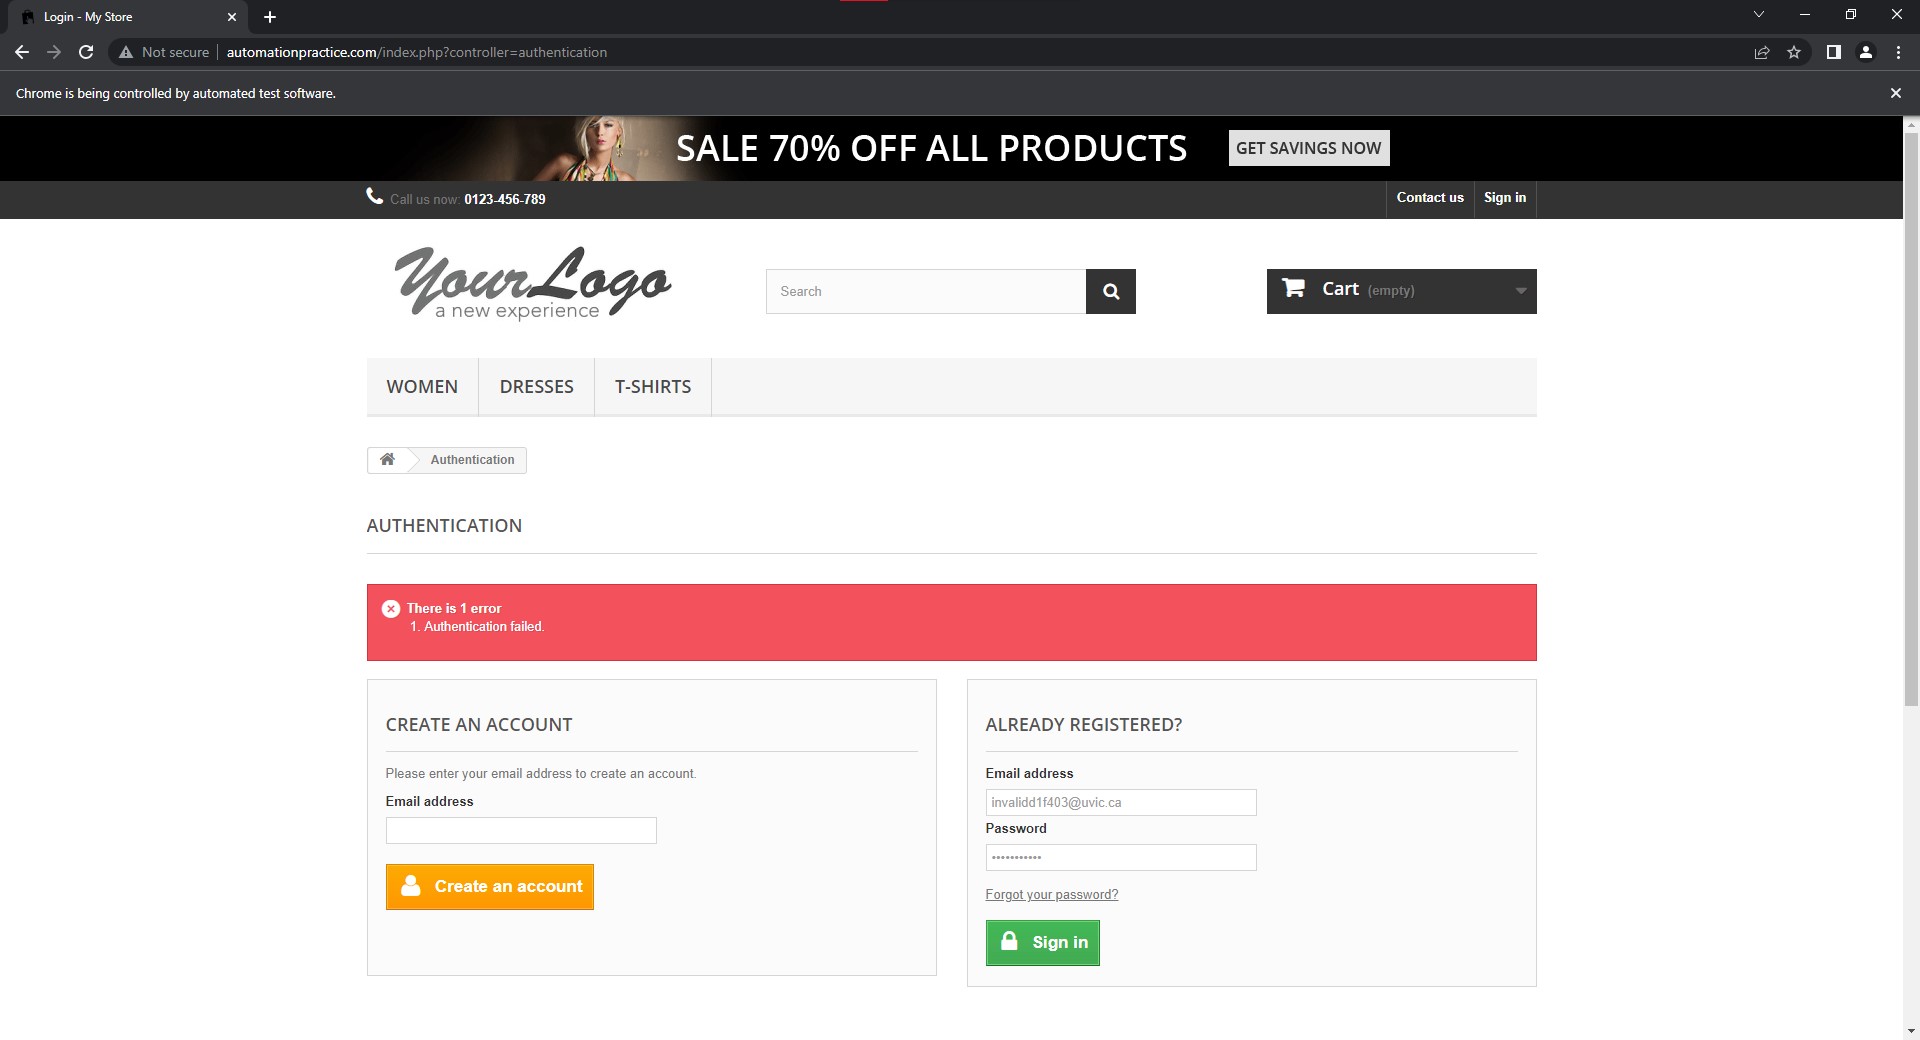 Login - My Store
Not secure
automationpractice.com/index.php?controller=authentication
Chrome is being controlled by automated test software.
SALE 70% OFF ALL PRODUCTS
GET SAVINGS NOW
Call us now: 0123-456-789
Contact us
Sign in
YourLogo
a new experience
Search
Cart (empty)
WOMEN
DRESSES
T-SHIRTS
Authentication
AUTHENTICATION
There is 1 error
1. Authentication failed.
CREATE AN ACCOUNT
Please enter your email address to create an account.
Email address
Create an account
ALREADY REGISTERED?
Email address
invalidd1f403@uvic.ca
Password
•••••••••••
Forgot your password?
Sign in